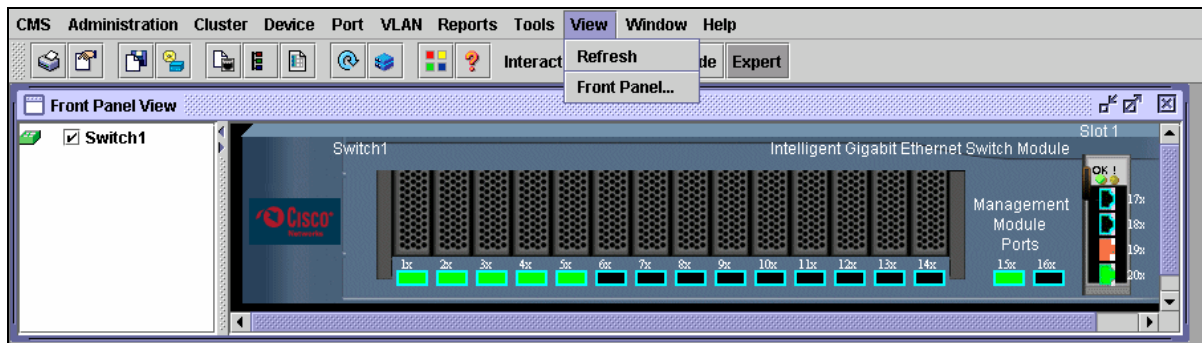 CMS Administration Cluster Device Port VLAN Reports Tools View Window Help
Interact de Expert
Refresh
Front Panel...
Front Panel View
Switch1
Switch1 Intelligent Gigabit Ethernet Switch Module Slot 1
OK !
Cisco
Networks
Management
Module
Ports
1x 2x 3x 4x 5x 6x 7x 8x 9x 10x 11x 12x 13x 14x 15x 16x
17x
18x
19x
20x